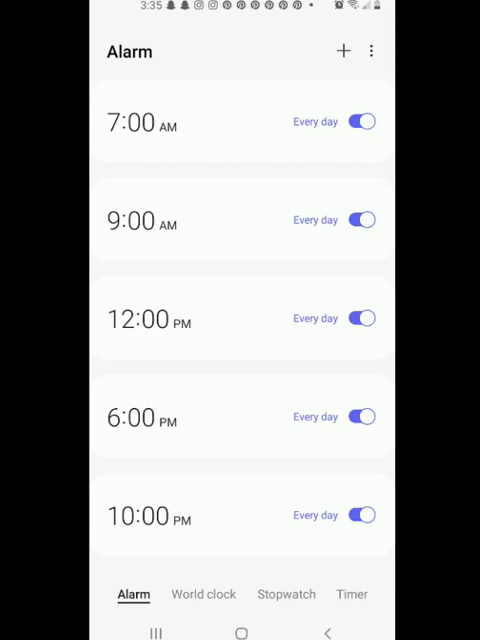 3:35
Alarm
7:00 AM Every day
9:00 AM Every day
12:00 PM Every day
6:00 PM Every day
10:00 PM Every day
Alarm World clock Stopwatch Timer